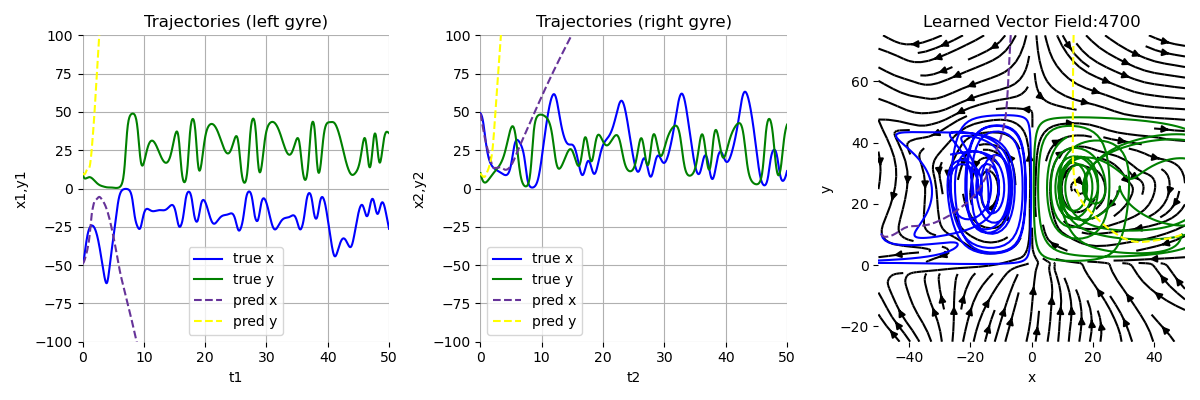 Trajectories (left gyre)
100
75
50
25
0
−25
−50
−75
−100
x1,y1
0 10 20 30 40 50
t1
true x
true y
pred x
pred y
Trajectories (right gyre)
100
75
50
25
0
−25
−50
−75
−100
x2,y2
0 10 20 30 40 50
t2
true x
true y
pred x
pred y
Learned Vector Field:4700
60
40
20
0
−20
y
−40 −20 0 20 40
x